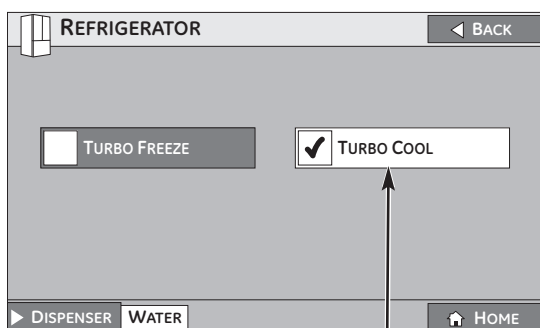 REFRIGERATOR
BACK
TURBO FREEZE
TURBO COOL
DISPENSER WATER
HOME